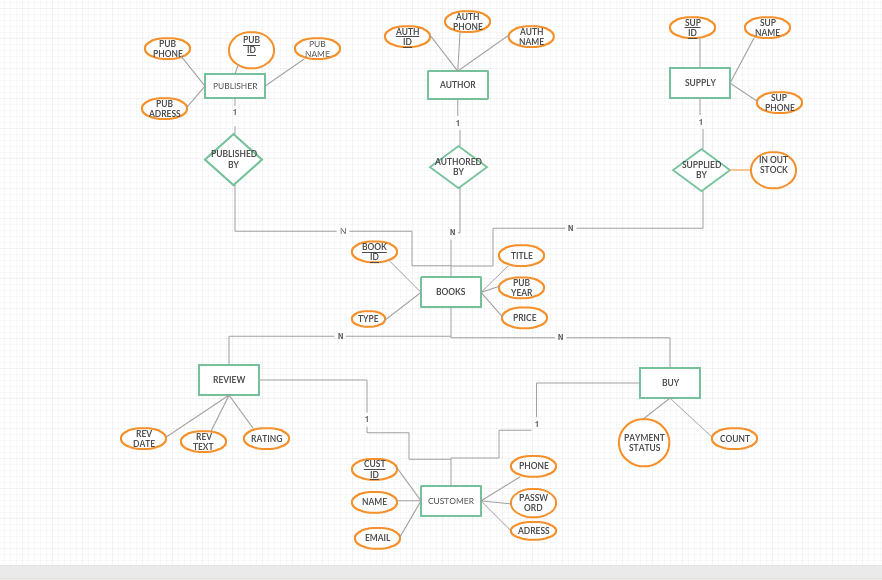 PUB
PHONE
PUB
ID
PUB
NAME
PUB
ADRESS
PUBLISHER
1
PUBLISHED
BY
AUTH
ID
AUTH
PHONE
AUTH
NAME
AUTHOR
1
AUTHORED
BY
SUP
ID
SUP
NAME
SUPPLY
SUP
PHONE
1
SUPPLIED
BY
IN OUT
STOCK
N
N
N
BOOK
ID
TITLE
BOOKS
PUB
YEAR
TYPE
PRICE
N
N
REVIEW
BUY
1
1
REV
DATE
REV
TEXT
RATING
PAYMENT
STATUS
COUNT
CUST
ID
PHONE
NAME
CUSTOMER
PASSW
ORD
EMAIL
ADRESS